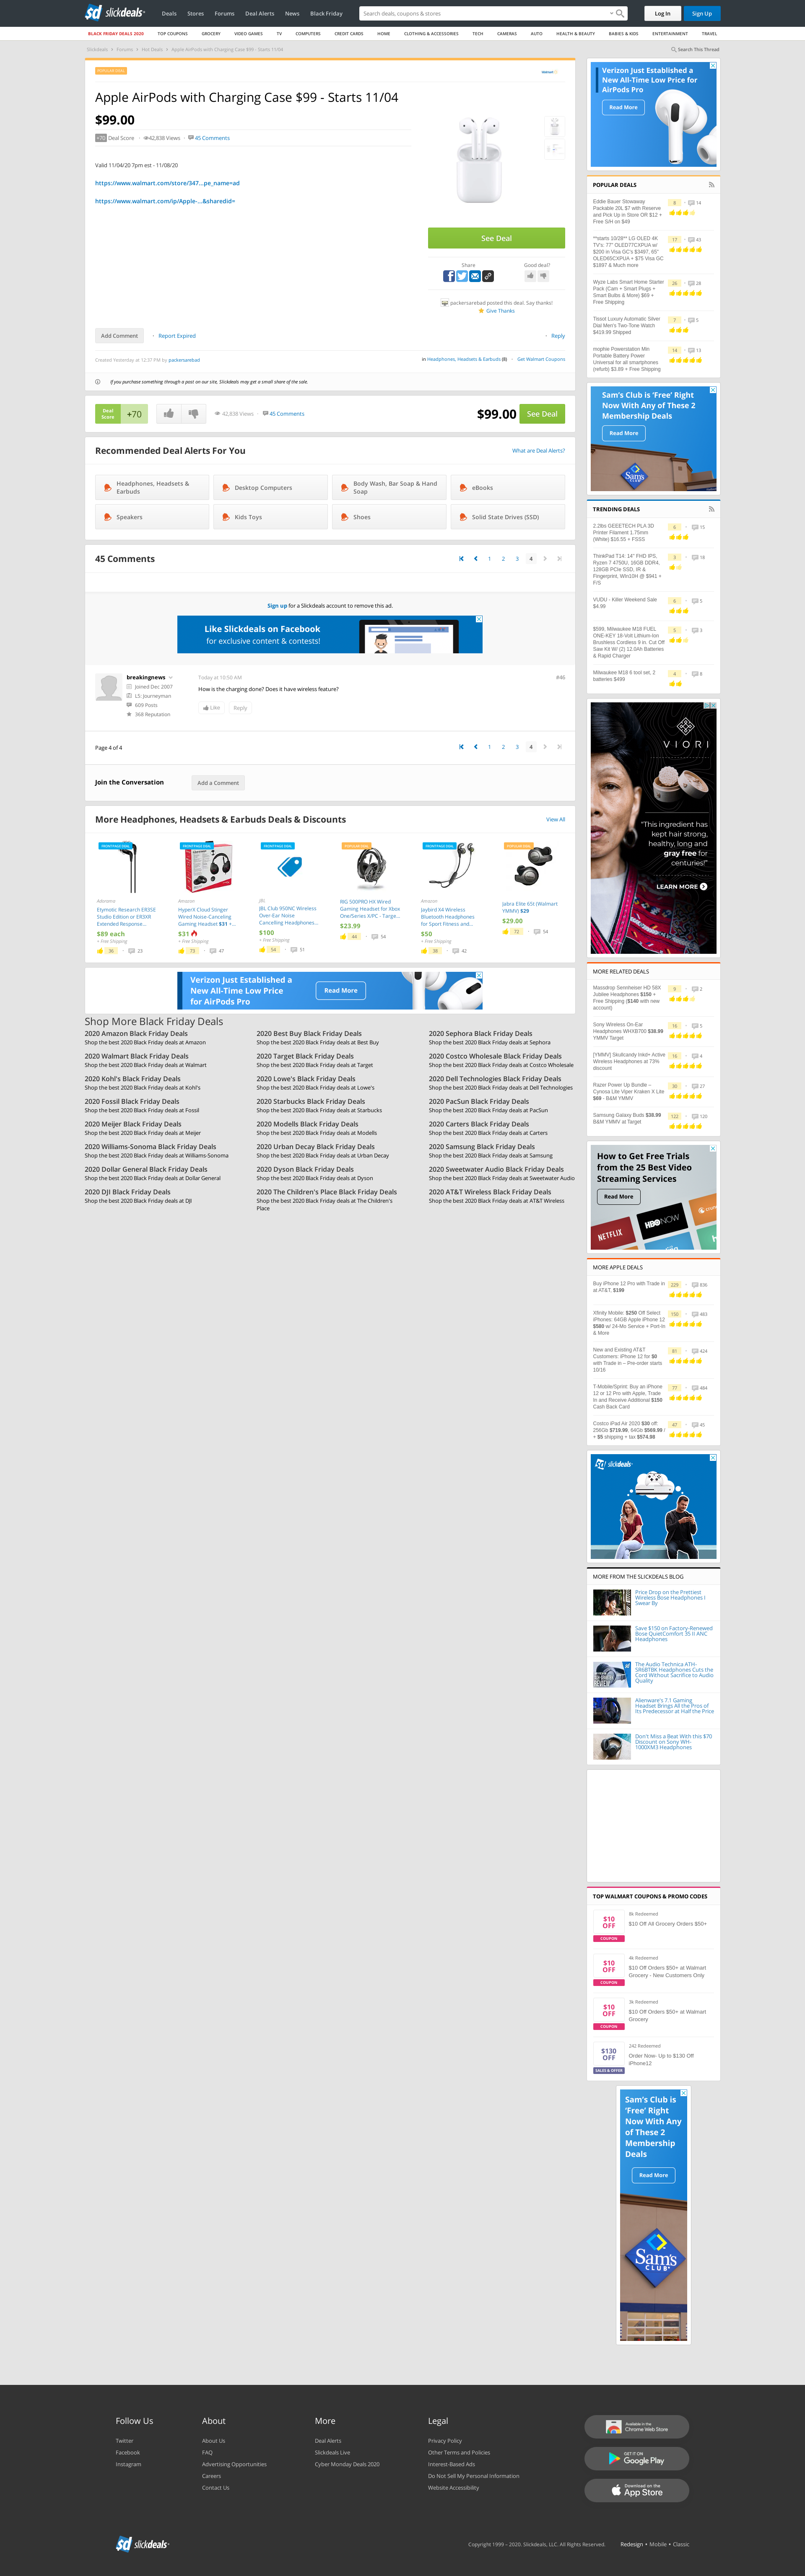 slickdeals
Deals Stores Forums Deal Alerts News Black Friday
Search deals, coupons & stores
Log In
Sign Up
BLACK FRIDAY DEALS 2020 TOP COUPONS GROCERY VIDEO GAMES TV COMPUTERS CREDIT CARDS HOME CLOTHING & ACCESSORIES TECH CAMERAS AUTO HEALTH & BEAUTY BABIES & KIDS ENTERTAINMENT TRAVEL
Slickdeals Forums Hot Deals Apple AirPods with Charging Case $99 - Starts 11/04
Search This Thread
Walmart
Apple AirPods with Charging Case $99 - Starts 11/04
$99.00
+70 Deal Score 42,838 Views 45 Comments
Valid 11/04/20 7pm est - 11/08/20
https://www.walmart.com/store/347...pe_name=ad
https://www.walmart.com/ip/Apple-...&sharedid=
See Deal
Share
Good deal?
packersarebad posted this deal. Say thanks!
Give Thanks
Add Comment
Report Expired
Reply
Created Yesterday at 12:37 PM by packersarebad
in Headphones, Headsets & Earbuds (6) Get Walmart Coupons
If you purchase something through a post on our site, Slickdeals may get a small share of the sale.
Deal Score +70
42,838 Views 45 Comments
$99.00 See Deal
Recommended Deal Alerts For You
What are Deal Alerts?
Headphones, Headsets & Earbuds
Desktop Computers
Body Wash, Bar Soap & Hand Soap
eBooks
Speakers
Kids Toys
Shoes
Solid State Drives (SSD)
45 Comments
1 2 3 4
Sign up for a Slickdeals account to remove this ad.
Like Slickdeals on Facebook
for exclusive content & contests!
breakingnews
Joined Dec 2007
L5: Journeyman
609 Posts
368 Reputation
Today at 10:50 AM
#46
How is the charging done? Does it have wireless feature?
Like Reply
Page 4 of 4
1 2 3 4
Join the Conversation
Add a Comment
More Headphones, Headsets & Earbuds Deals & Discounts
View All
FRONTPAGE DEAL
Adorama
Etymotic Research ER3SE Studio Edition or ER3XR Extended Response...
$89 each
+ Free Shipping
36 23
FRONTPAGE DEAL
Amazon
HyperX Cloud Stinger Wired Noise-Canceling Gaming Headset $31 +...
$31
+ Free Shipping
73 47
FRONTPAGE DEAL
JBL
JBL Club 950NC Wireless Over-Ear Noise Cancelling Headphones...
$100
+ Free Shipping
54 51
POPULAR DEAL
RIG 500PRO HX Wired Gaming Headset for Xbox One/Series X/PC - Targe...
$23.99
44 54
FRONTPAGE DEAL
Amazon
Jaybird X4 Wireless Bluetooth Headphones for Sport Fitness and...
$50
+ Free Shipping
38 42
POPULAR DEAL
Jabra Elite 65t (Walmart YMMV) $29
$29.00
72 54
Verizon Just Established a New All-Time Low Price for AirPods Pro
Read More
Shop More Black Friday Deals
2020 Amazon Black Friday Deals
Shop the best 2020 Black Friday deals at Amazon
2020 Best Buy Black Friday Deals
Shop the best 2020 Black Friday deals at Best Buy
2020 Sephora Black Friday Deals
Shop the best 2020 Black Friday deals at Sephora
2020 Walmart Black Friday Deals
Shop the best 2020 Black Friday deals at Walmart
2020 Target Black Friday Deals
Shop the best 2020 Black Friday deals at Target
2020 Costco Wholesale Black Friday Deals
Shop the best 2020 Black Friday deals at Costco Wholesale
2020 Kohl's Black Friday Deals
Shop the best 2020 Black Friday deals at Kohl's
2020 Lowe's Black Friday Deals
Shop the best 2020 Black Friday deals at Lowe's
2020 Dell Technologies Black Friday Deals
Shop the best 2020 Black Friday deals at Dell Technologies
2020 Fossil Black Friday Deals
Shop the best 2020 Black Friday deals at Fossil
2020 Starbucks Black Friday Deals
Shop the best 2020 Black Friday deals at Starbucks
2020 PacSun Black Friday Deals
Shop the best 2020 Black Friday deals at PacSun
2020 Meijer Black Friday Deals
Shop the best 2020 Black Friday deals at Meijer
2020 Modells Black Friday Deals
Shop the best 2020 Black Friday deals at Modells
2020 Carters Black Friday Deals
Shop the best 2020 Black Friday deals at Carters
2020 Williams-Sonoma Black Friday Deals
Shop the best 2020 Black Friday deals at Williams-Sonoma
2020 Urban Decay Black Friday Deals
Shop the best 2020 Black Friday deals at Urban Decay
2020 Samsung Black Friday Deals
Shop the best 2020 Black Friday deals at Samsung
2020 Dollar General Black Friday Deals
Shop the best 2020 Black Friday deals at Dollar General
2020 Dyson Black Friday Deals
Shop the best 2020 Black Friday deals at Dyson
2020 Sweetwater Audio Black Friday Deals
Shop the best 2020 Black Friday deals at Sweetwater Audio
2020 DJI Black Friday Deals
Shop the best 2020 Black Friday deals at DJI
2020 The Children's Place Black Friday Deals
Shop the best 2020 Black Friday deals at The Children's Place
2020 AT&T Wireless Black Friday Deals
Shop the best 2020 Black Friday deals at AT&T Wireless
Verizon Just Established a New All-Time Low Price for AirPods Pro
Read More
POPULAR DEALS
Eddie Bauer Stowaway Packable 20L $7 with Reserve and Pick Up in Store OR $12 + Free S/H on $49
8 14
**starts 10/28** LG OLED 4K TV's: 77" OLED77CXPUA w/ $200 in Visa GC's $3497, 65" OLED65CXPUA + $75 Visa GC $1897 & Much more
17 43
Wyze Labs Smart Home Starter Pack (Cam + Smart Plugs + Smart Bulbs & More) $69 + Free Shipping
26 28
Tissot Luxury Automatic Silver Dial Men's Two Tone Watch $419.99 Shipped
7 5
mophie Powerstation Mini Portable Battery Power Universal for all smartphones (refurb) $3.89 + Free Shipping
14 13
Sam's Club is 'Free' Right Now With Any of These 2 Membership Deals
Read More
Sam's CLUB
TRENDING DEALS
2.2lbs GEEETECH PLA 3D Printer Filament 1.75mm (White) $16.55 + FSSS
6 15
ThinkPad T14: 14" FHD IPS, Ryzen 7 4750U, 16GB DDR4, 128GB PCIe SSD, IR & Fingerprint, Win10H @ $941 + F/S
3 18
VUDU - Killer Weekend Sale $4.99
6 5
$599, Milwaukee M18 FUEL ONE-KEY 18-Volt Lithium-Ion Brushless Cordless 9 in. Cut Off Saw Kit W/ (2) 12.0Ah Batteries & Rapid Charger
5 3
Milwaukee M18 6 tool set, 2 batteries $499
4 8
VIORI
"This ingredient has kept hair strong, healthy, long and gray free for centuries!"
LEARN MORE
MORE RELATED DEALS
Massdrop Sennheiser HD 58X Jubilee Headphones $150 + Free Shipping ($140 with new account)
9 2
Sony Wireless On-Ear Headphones WHXB700 $38.99 YMMV Target
16 5
[YMMV] Skullcandy Inkd+ Active Wireless Headphones at 73% discount
15 4
Razer Power Up Bundle – Cynosa Lite Viper Kraken X Lite $69 - B&M YMMV
30 27
Samsung Galaxy Buds $38.99 B&M YMMV at Target
122 120
How to Get Free Trials from the 25 Best Video Streaming Services
Read More
NETFLIX HBO NOW
MORE APPLE DEALS
Buy iPhone 12 Pro with Trade in at AT&T, $199
229 836
Xfinity Mobile: $250 Off Select iPhones: 64GB Apple iPhone 12 $580 w/ 24-Mo Service + Port-In & More
150 483
New and Existing AT&T Customers: iPhone 12 for $0 with Trade In – Pre-order starts 10/16
81 424
T-Mobile/Sprint: Buy an iPhone 12 or 12 Pro with Apple, Trade In and Receive Additional $150 Cash Back Card
77 484
Costco iPad Air 2020 $30 off; 256Gb $719.99, 64Gb $569.99 / + $5 shipping + tax $574.98
47 45
slickdeals
MORE FROM THE SLICKDEALS BLOG
Price Drop on the Prettiest Wireless Bose Headphones I Swear By
Save $150 on Factory-Renewed Bose QuietComfort 35 II ANC Headphones
The Audio Technica ATH-SR6BTBK Headphones Cuts the Cord Without Sacrifice to Audio Quality
Alienware's 7.1 Gaming Headset Brings All the Pros of Its Predecessor at Half the Price
Don't Miss a Beat With this $70 Discount on Sony WH-1000XM3 Headphones
TOP WALMART COUPONS & PROMO CODES
$10 OFF COUPON
8k Redeemed
$10 Off All Grocery Orders $50+
$10 OFF COUPON
4k Redeemed
$10 Off Orders $50+ at Walmart Grocery - New Customers Only
$10 OFF COUPON
3k Redeemed
$10 Off Orders $50+ at Walmart Grocery
$130 OFF SALES & OFFER
242 Redeemed
Order Now- Up to $130 Off iPhone12
Sam's Club is 'Free' Right Now With Any of These 2 Membership Deals
Read More
Sam's CLUB
Follow Us
Twitter
Facebook
Instagram
About
About Us
FAQ
Advertising Opportunities
Careers
Contact Us
More
Deal Alerts
Slickdeals Live
Cyber Monday Deals 2020
Legal
Privacy Policy
Other Terms and Policies
Interest-Based Ads
Do Not Sell My Personal Information
Website Accessibility
Available in the Chrome Web Store
GET IT ON Google Play
Download on the App Store
slickdeals
Copyright 1999 – 2020. Slickdeals, LLC. All Rights Reserved.
Redesign • Mobile • Classic